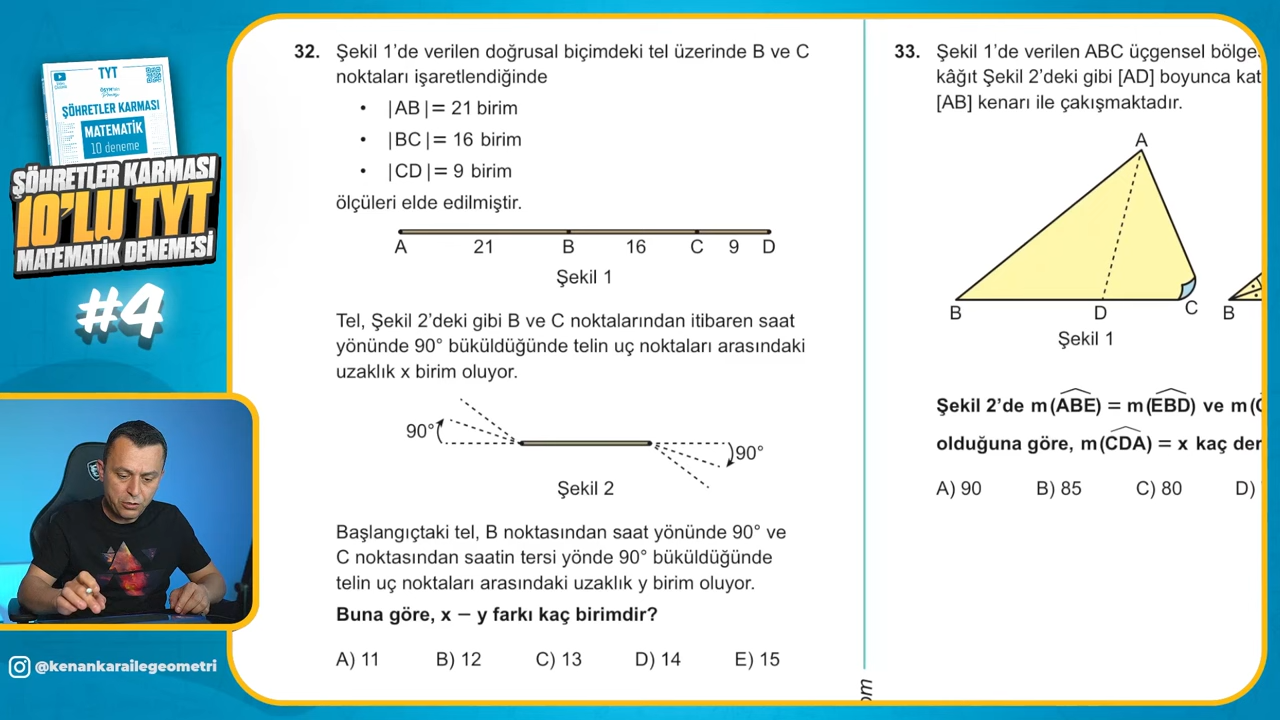 TYT
ŞÖHRETLER KARMASI
MATEMATİK
10 deneme
ŞÖHRETLER KARMASI
10'LU TYT
MATEMATİK DENEMESİ
#4
@kenankarailegeometri
32. Şekil 1'de verilen doğrusal biçimdeki tel üzerinde B ve C
noktaları işaretlendiğinde
• |AB| = 21 birim
• |BC| = 16 birim
• |CD| = 9 birim
ölçüleri elde edilmiştir.
A 21 B 16 C 9 D
Şekil 1
Tel, Şekil 2'deki gibi B ve C noktalarından itibaren saat
yönünde 90° büküldüğünde telin uç noktaları arasındaki
uzaklık x birim oluyor.
90° 90°
Şekil 2
Başlangıçtaki tel, B noktasından saat yönünde 90° ve
C noktasından saatin tersi yönde 90° büküldüğünde
telin uç noktaları arasındaki uzaklık y birim oluyor.
Buna göre, x – y farkı kaç birimdir?
A) 11 B) 12 C) 13 D) 14 E) 15
33. Şekil 1'de verilen ABC üçgensel bölge
kâğıt Şekil 2'deki gibi [AD] boyunca kat
[AB] kenarı ile çakışmaktadır.
A
B D C B
Şekil 1
Şekil 2'de m(ABE) = m(EBD) ve m(
olduğuna göre, m(CDA) = x kaç der
A) 90 B) 85 C) 80 D)